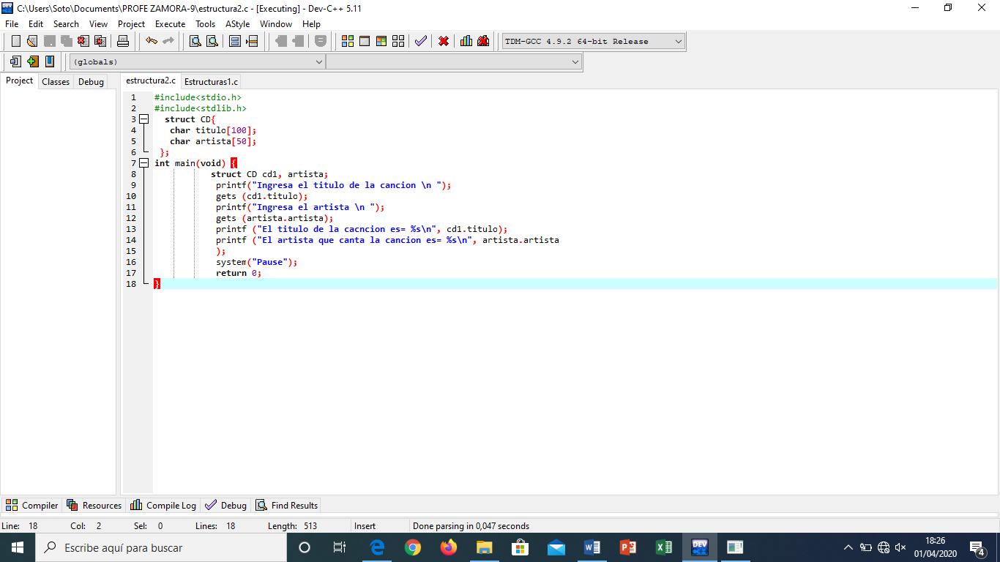 C:\Users\Soto\Documents\PROFE ZAMORA-9\estructura2.c - [Executing] - Dev-C++ 5.11
File Edit Search View Project Execute Tools AStyle Window Help
TDM-GCC 4.9.2 64-bit Release
(globals)
Project Classes Debug estructura2.c Estructuras1.c
1 #include<stdio.h>
2 #include<stdlib.h>
3 struct CD{
4 char titulo[100];
5 char artista[50];
6 };
7 int main(void) {
8 struct CD cd1, artista;
9 printf("Ingresa el titulo de la cancion \n ");
10 gets (cd1.titulo);
11 printf("Ingresa el artista \n ");
12 gets (artista.artista);
13 printf ("El titulo de la cacncion es= %s\n", cd1.titulo);
14 printf ("El artista que canta la cancion es= %s\n", artista.artista
15 );
16 system("Pause");
17 return 0;
18 }
Compiler Resources Compile Log Debug Find Results
Line: 18 Col: 2 Sel: 0 Lines: 18 Length: 513 Insert Done parsing in 0,047 seconds
Escribe aquí para buscar
DEV
18:26
01/04/2020
4